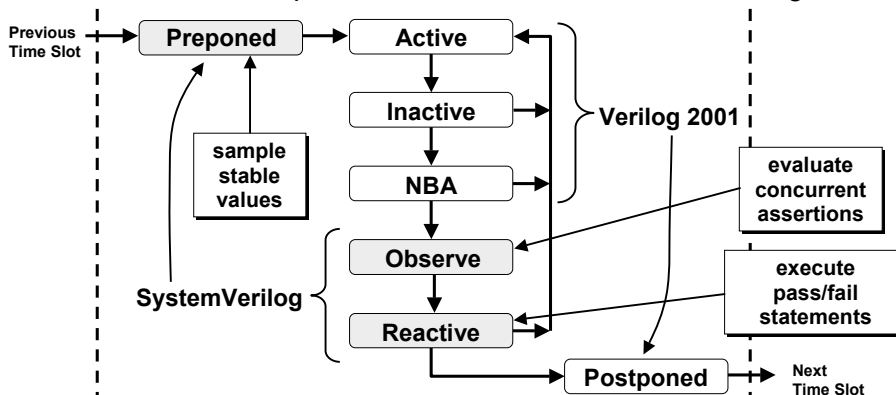 Previous
Time Slot
Preponed
Active
Inactive
sample
stable
values
Verilog 2001
NBA
evaluate
concurrent
assertions
Observe
SystemVerilog
execute
pass/fail
statements
Reactive
Postponed
Next
Time Slot